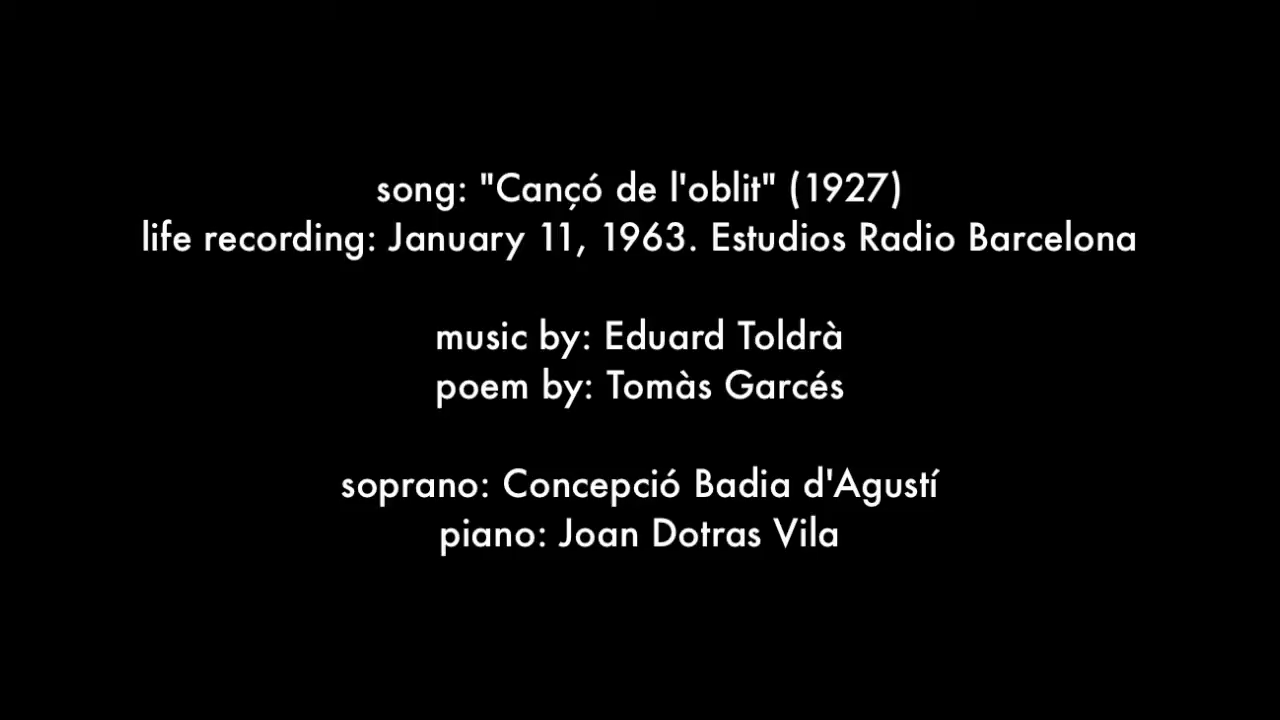 song: "Cançó de l'oblit" (1927)
life recording: January 11, 1963. Estudios Radio Barcelona
music by: Eduard Toldrà
poem by: Tomàs Garcés
soprano: Concepció Badia d'Agustí
piano: Joan Dotras Vila